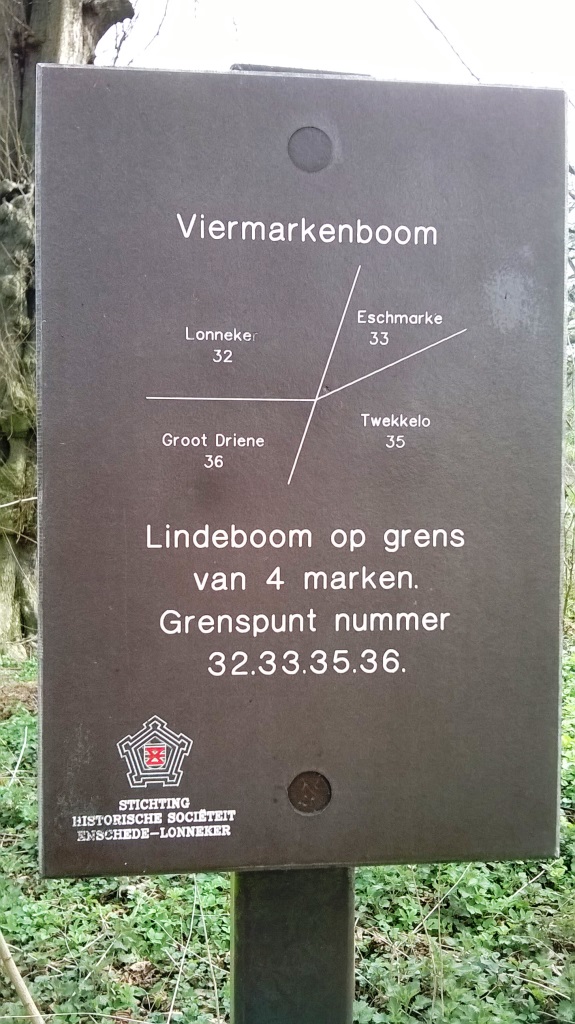 Viermarkenboom
Eschmarke
33
Lonneker
32
Twekkelo
35
Groot Driene
36
Lindeboom op grens
van 4 marken.
Grenspunt nummer
32.33.35.36.
STICHTING
HISTORISCHE SOCIËTEIT
ENSCHEDE-LONNEKER